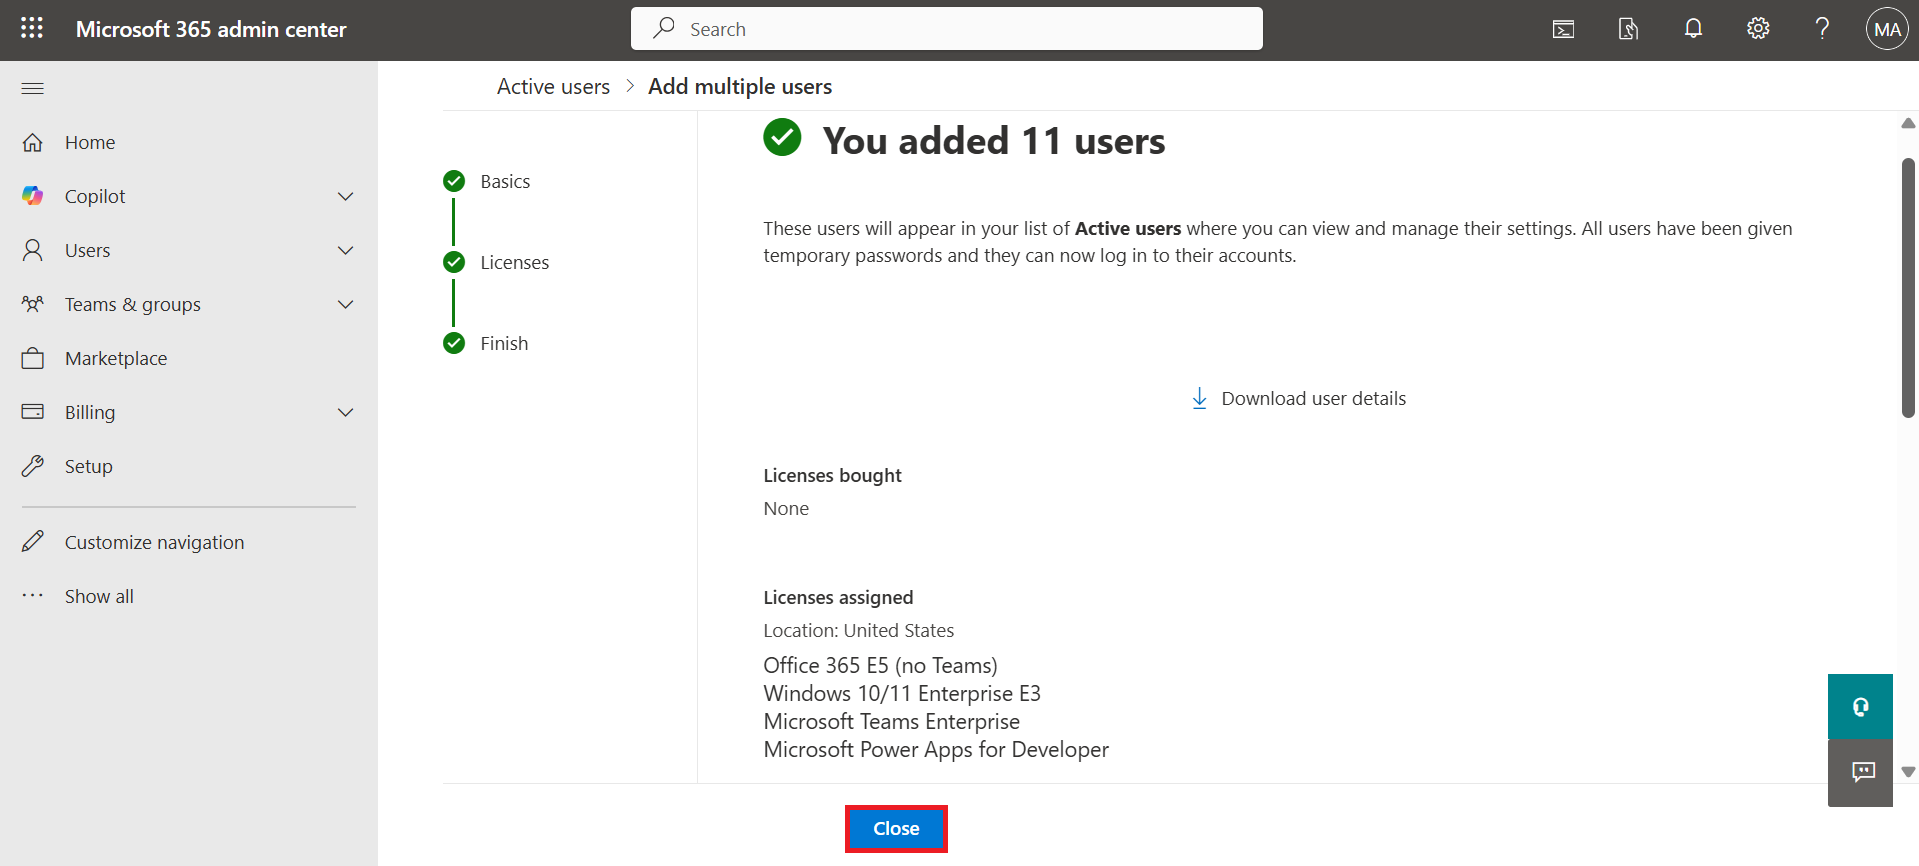 Microsoft 365 admin center
Search
MA
Active users > Add multiple users
Home
Copilot
Users
Teams & groups
Marketplace
Billing
Setup
Customize navigation
Show all
Basics
Licenses
Finish
You added 11 users
These users will appear in your list of Active users where you can view and manage their settings. All users have been given
temporary passwords and they can now log in to their accounts.
Download user details
Licenses bought
None
Licenses assigned
Location: United States
Office 365 E5 (no Teams)
Windows 10/11 Enterprise E3
Microsoft Teams Enterprise
Microsoft Power Apps for Developer
Close